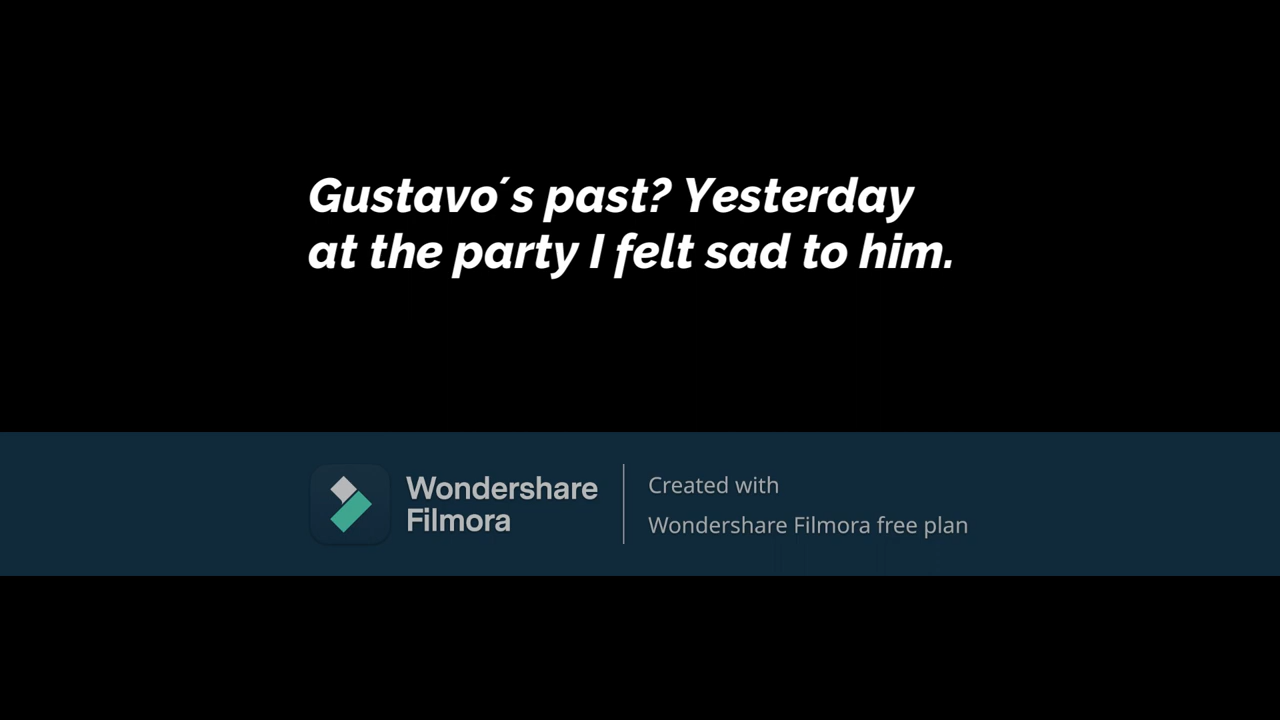 Gustavo´s past? Yesterday
at the party I felt sad to him.
Wondershare
Filmora
Created with
Wondershare Filmora free plan